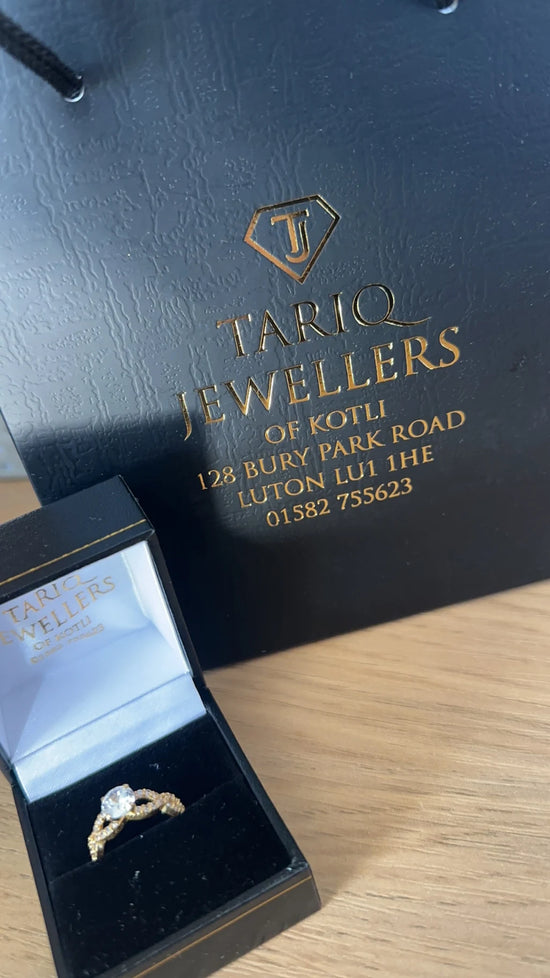 TJ
TARIQ
JEWELLERS
OF KOTLI
128 BURY PARK ROAD
LUTON LU1 1HE
01582 755623
TARIQ
JEWELLERS
OF KOTLI